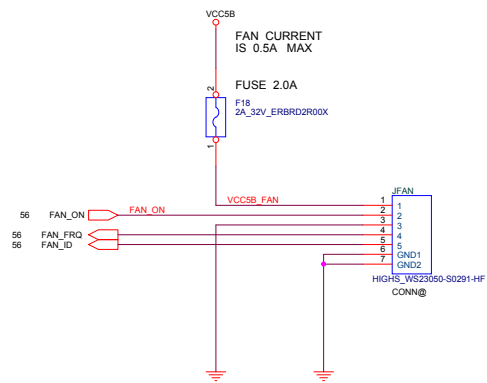 VCC5B
FAN CURRENT
IS 0.5A MAX
FUSE 2.0A
2
F18
2A_32V_ERBRD2R00X
1
JFAN
VCC5B_FAN
1
1
56 FAN_ON
FAN_ON
2
2
3
3
56 FAN_FRQ
4
4
56 FAN_ID
5
5
6
GND1
7
GND2
HIGHS_WS23050-S0291-HF
CONN@